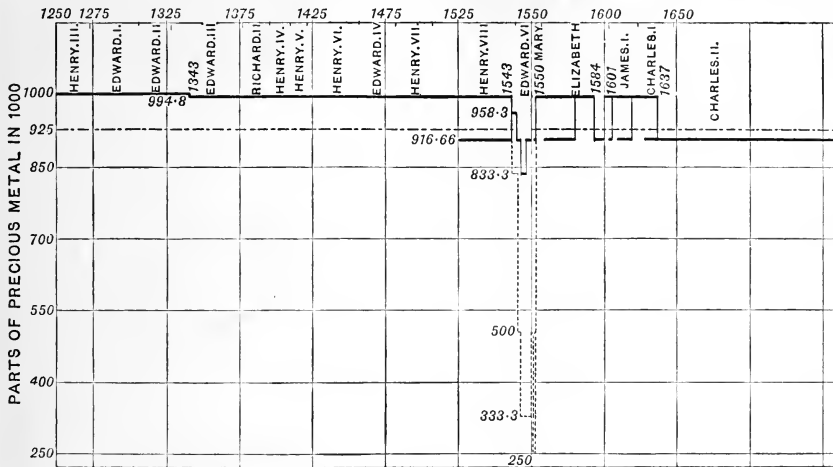 1250 1275 1325 1375 1425 1475 1525 1550 1600 1650
HENRY.III.
EDWARD.I.
EDWARD.II
1343
EDWARD.III
RICHARD.II
HENRY.IV.
HENRY.V.
HENRY.VI.
EDWARD.IV
HENRY.VII.
HENRY.VIII
1543
EDWARD.VI
1550 MARY.
ELIZABETH
1584
1601
JAMES.I.
CHARLES.I
1637
CHARLES.II.
PARTS OF PRECIOUS METAL IN 1000
1000
994·8
958·3
925
916·66
850
833·3
700
550
500
400
333·3
250
250